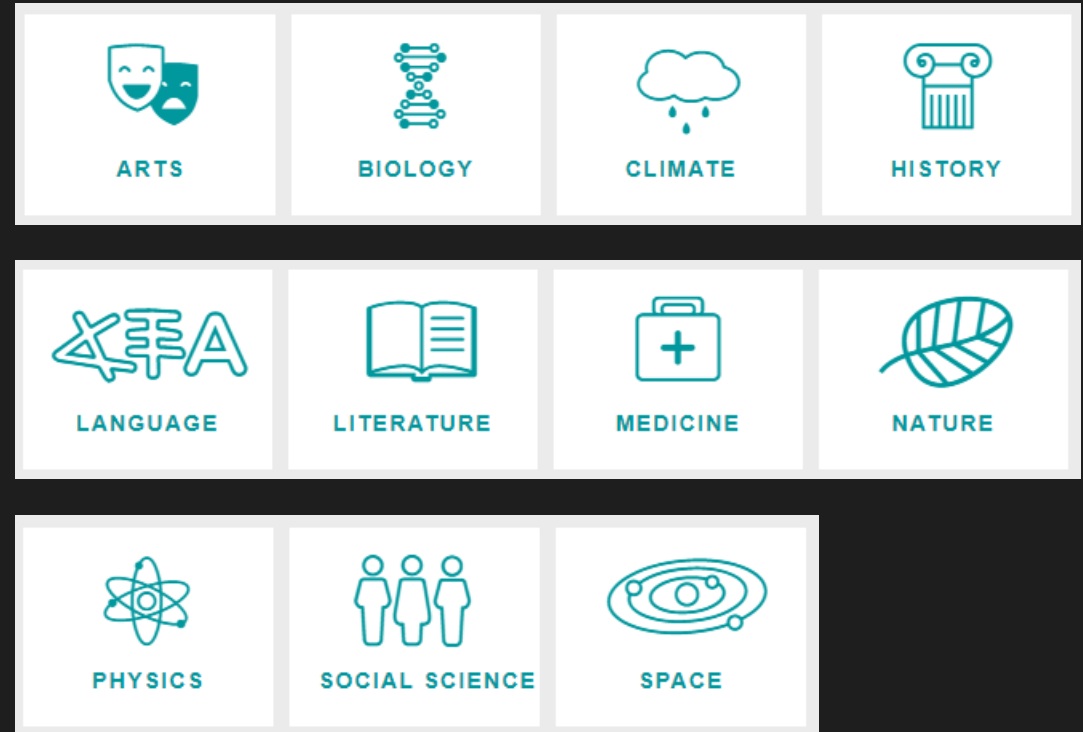 ARTS
BIOLOGY
CLIMATE
HISTORY
LANGUAGE
LITERATURE
MEDICINE
NATURE
PHYSICS
SOCIAL SCIENCE
SPACE